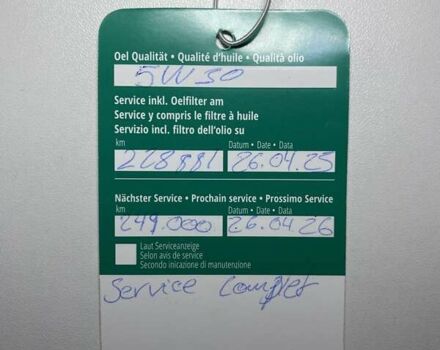 Oel Qualität • Qualité d'huile • Qualità olio
5W30
Service inkl. Oelfilter am
Service y compris le filtre à huile
Servizio incl. filtro dell'olio su
km Datum • Date • Data
228881 26.04.25
Nächster Service • Prochain service • Prossimo Service
km Datum • Date • Data
249.000 26.04 26
Laut Serviceanzeige
Selon avis de service
Secondo inicazione di manutenzione
Service Complet